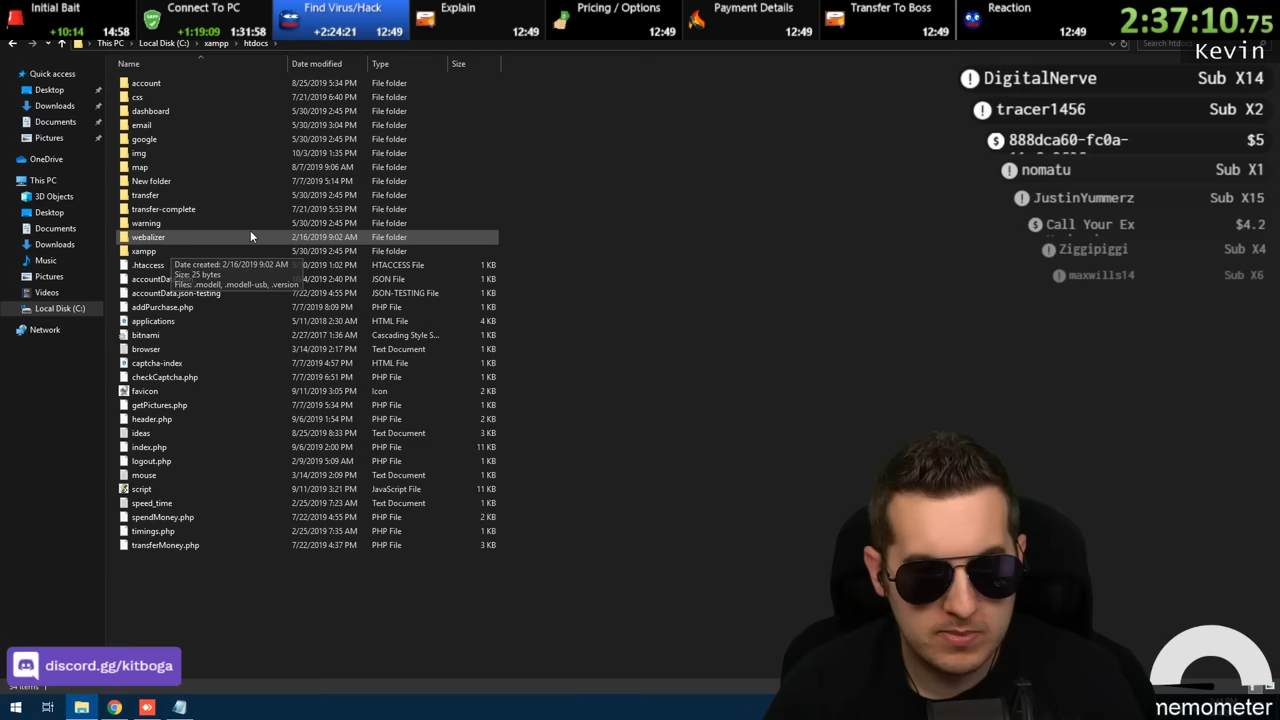 Initial Bait
+10:14 14:58
Connect To PC
+1:19:09 1:31:58
Find Virus/Hack
+2:24:21 12:49
Explain
12:49
Pricing / Options
12:49
Payment Details
12:49
Transfer To Boss
12:49
Reaction
12:49
2:37:10.75
This PC > Local Disk (C:) > xampp > htdocs >
Search htdocs
Kevin
Name Date modified Type Size
Quick access
Desktop
Downloads
Documents
Pictures
OneDrive
This PC
3D Objects
Desktop
Documents
Downloads
Music
Pictures
Videos
Local Disk (C:)
Network
account 8/25/2019 5:34 PM File folder
css 7/21/2019 6:40 PM File folder
dashboard 5/30/2019 2:45 PM File folder
email 5/30/2019 3:04 PM File folder
google 5/30/2019 2:45 PM File folder
img 10/3/2019 1:35 PM File folder
map 8/7/2019 9:06 AM File folder
New folder 7/7/2019 5:14 PM File folder
transfer 5/30/2019 2:45 PM File folder
transfer-complete 7/21/2019 5:53 PM File folder
warning 5/30/2019 2:45 PM File folder
webalizer 2/16/2019 9:02 AM File folder
xampp 5/30/2019 2:45 PM File folder
.htaccess 1:02 PM HTACCESS File 1 KB
Date created: 2/16/2019 9:02 AM
Size: 25 bytes
Files: .modell, .modell-usb, .version
accountDat 2:40 PM JSON File 1 KB
accountData.json-testing 7/22/2019 4:55 PM JSON-TESTING File 1 KB
addPurchase.php 7/7/2019 8:09 PM PHP File 1 KB
applications 5/11/2018 2:30 AM HTML File 4 KB
bitnami 2/27/2017 1:36 AM Cascading Style S... 1 KB
browser 3/14/2019 2:17 PM Text Document 1 KB
captcha-index 7/7/2019 4:57 PM HTML File 1 KB
checkCaptcha.php 7/7/2019 6:51 PM PHP File 1 KB
favicon 9/11/2019 3:05 PM Icon 2 KB
getPictures.php 7/7/2019 5:34 PM PHP File 1 KB
header.php 9/6/2019 1:54 PM PHP File 2 KB
ideas 8/25/2019 8:33 PM Text Document 3 KB
index.php 9/6/2019 2:00 PM PHP File 11 KB
logout.php 2/9/2019 5:09 AM PHP File 1 KB
mouse 3/14/2019 2:09 PM Text Document 1 KB
script 9/11/2019 3:21 PM JavaScript File 11 KB
speed_time 2/25/2019 7:23 AM Text Document 1 KB
spendMoney.php 7/22/2019 4:55 PM PHP File 2 KB
timings.php 2/25/2019 7:35 AM PHP File 1 KB
transferMoney.php 7/22/2019 4:37 PM PHP File 3 KB
DigitalNerve Sub X14
tracer1456 Sub X2
888dca60-fc0a- $5
nomatu Sub X1
JustinYummerz Sub X15
Call Your Ex $4.2
Ziggipiggi Sub X4
maxwills14 Sub X6
discord.gg/kitboga
nemometer